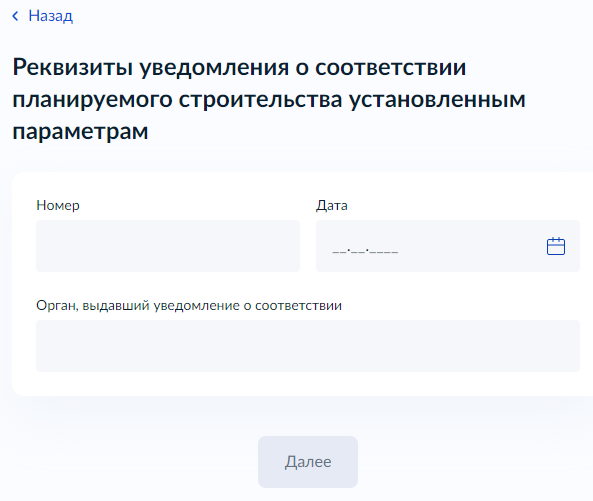 Назад
Реквизиты уведомления о соответствии
планируемого строительства установленным
параметрам
Номер
Дата
__.__.____
Орган, выдавший уведомление о соответствии
Далее